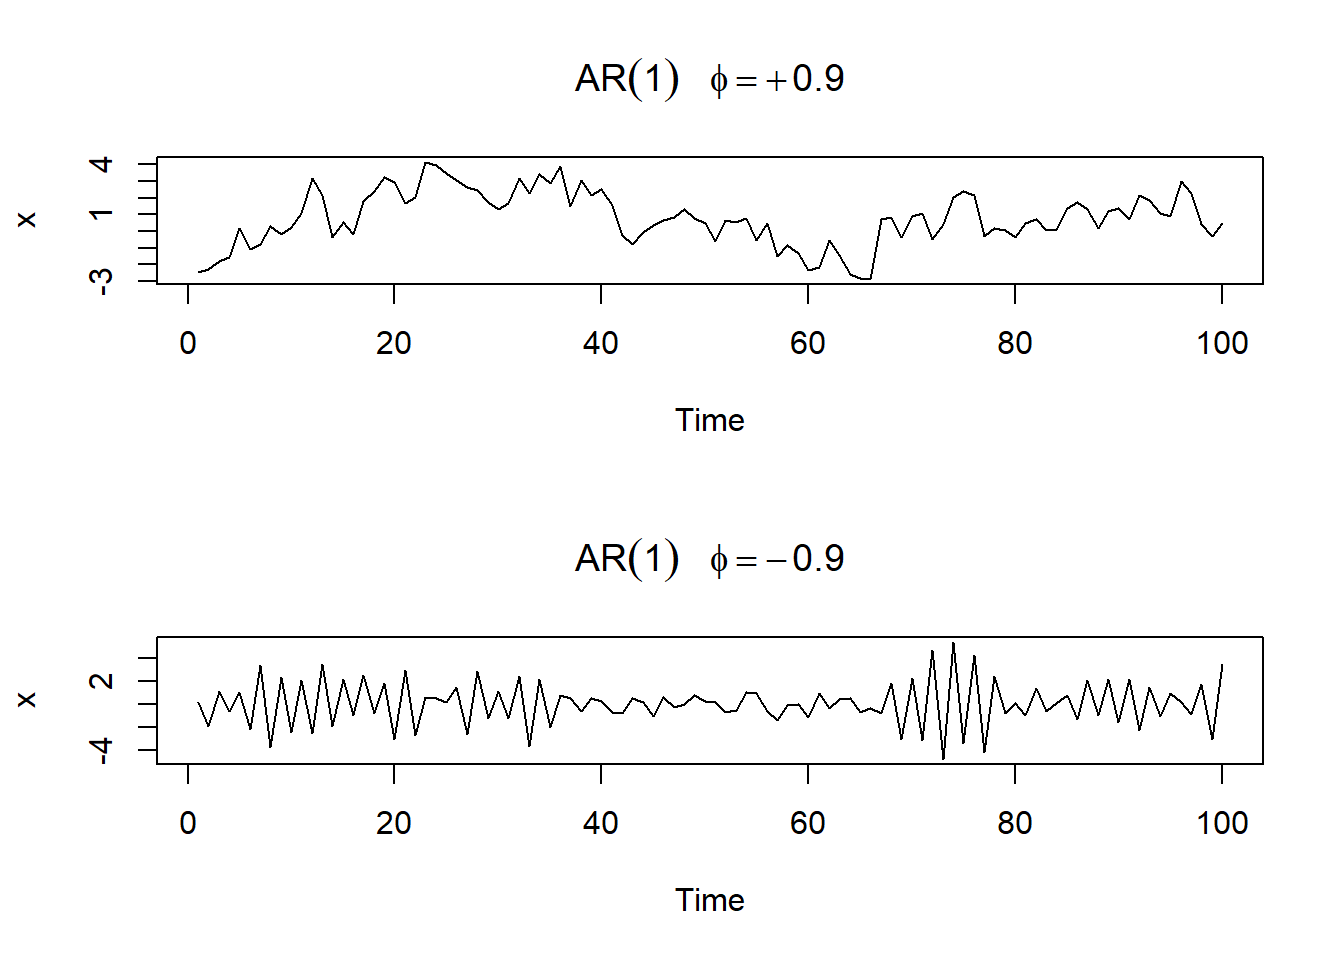 AR(1) ϕ = +0.9
x
4
1
-3
0 20 40 60 80 100
Time
AR(1) ϕ = −0.9
x
2
-4
0 20 40 60 80 100
Time